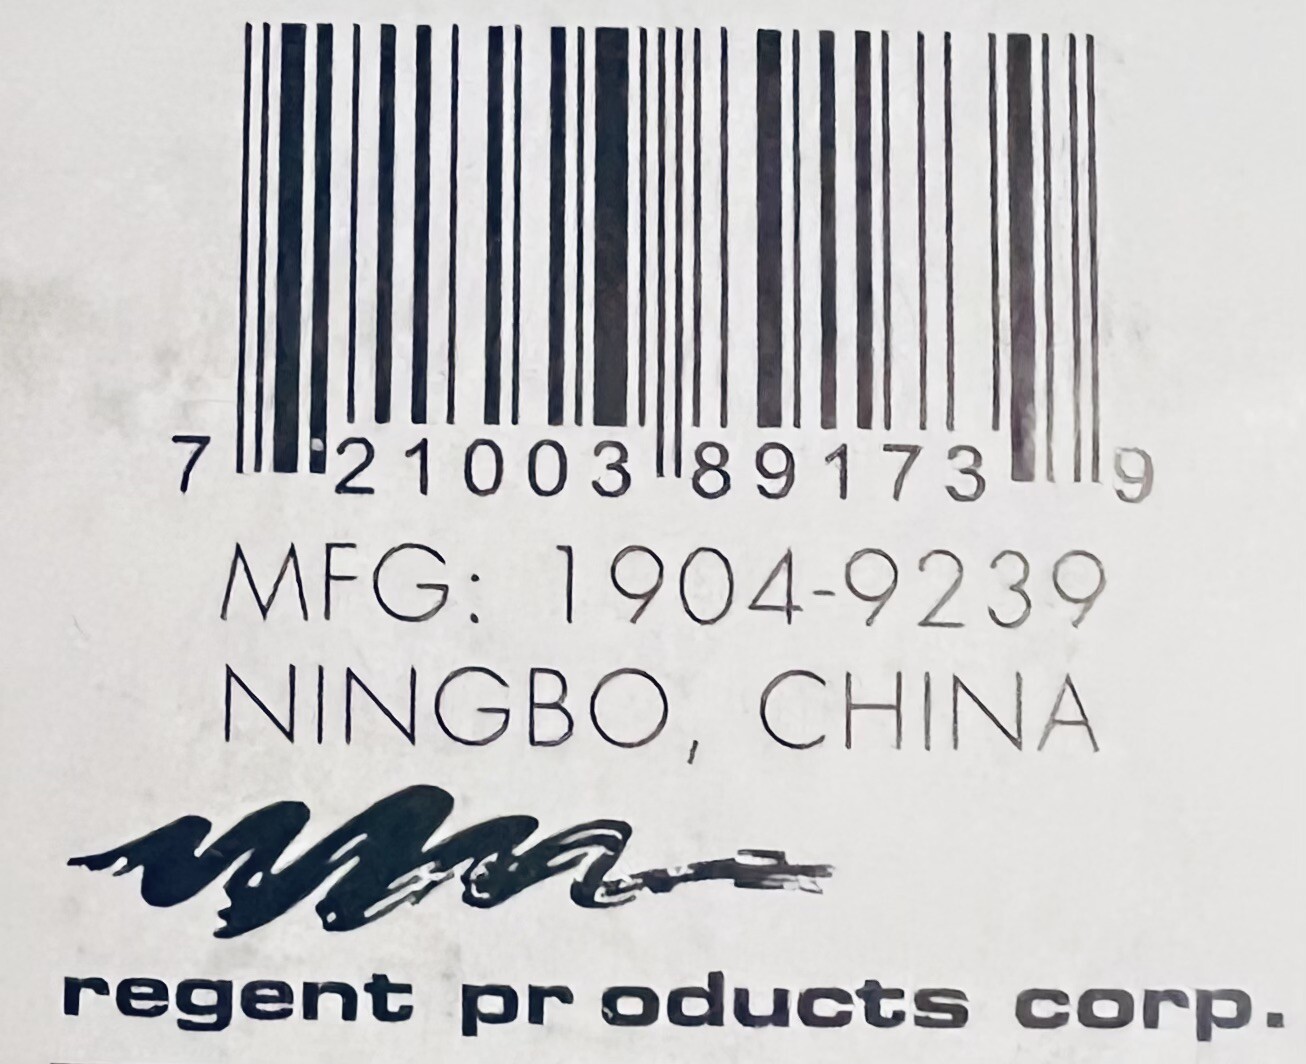 7 21003 89173 9
MFG: 1904-9239
NINGBO, CHINA
regent pr oducts corp.